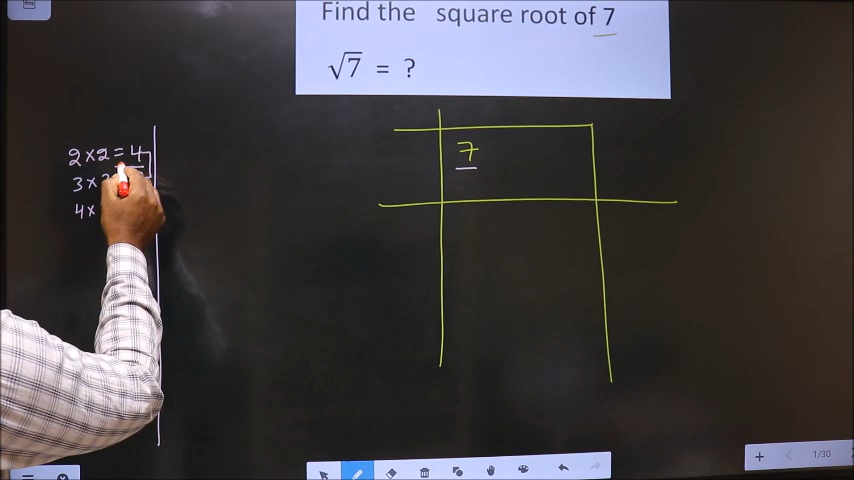 Find the square root of 7
√7 = ?
7
2×2=4
3×
4×
+ < 1/30